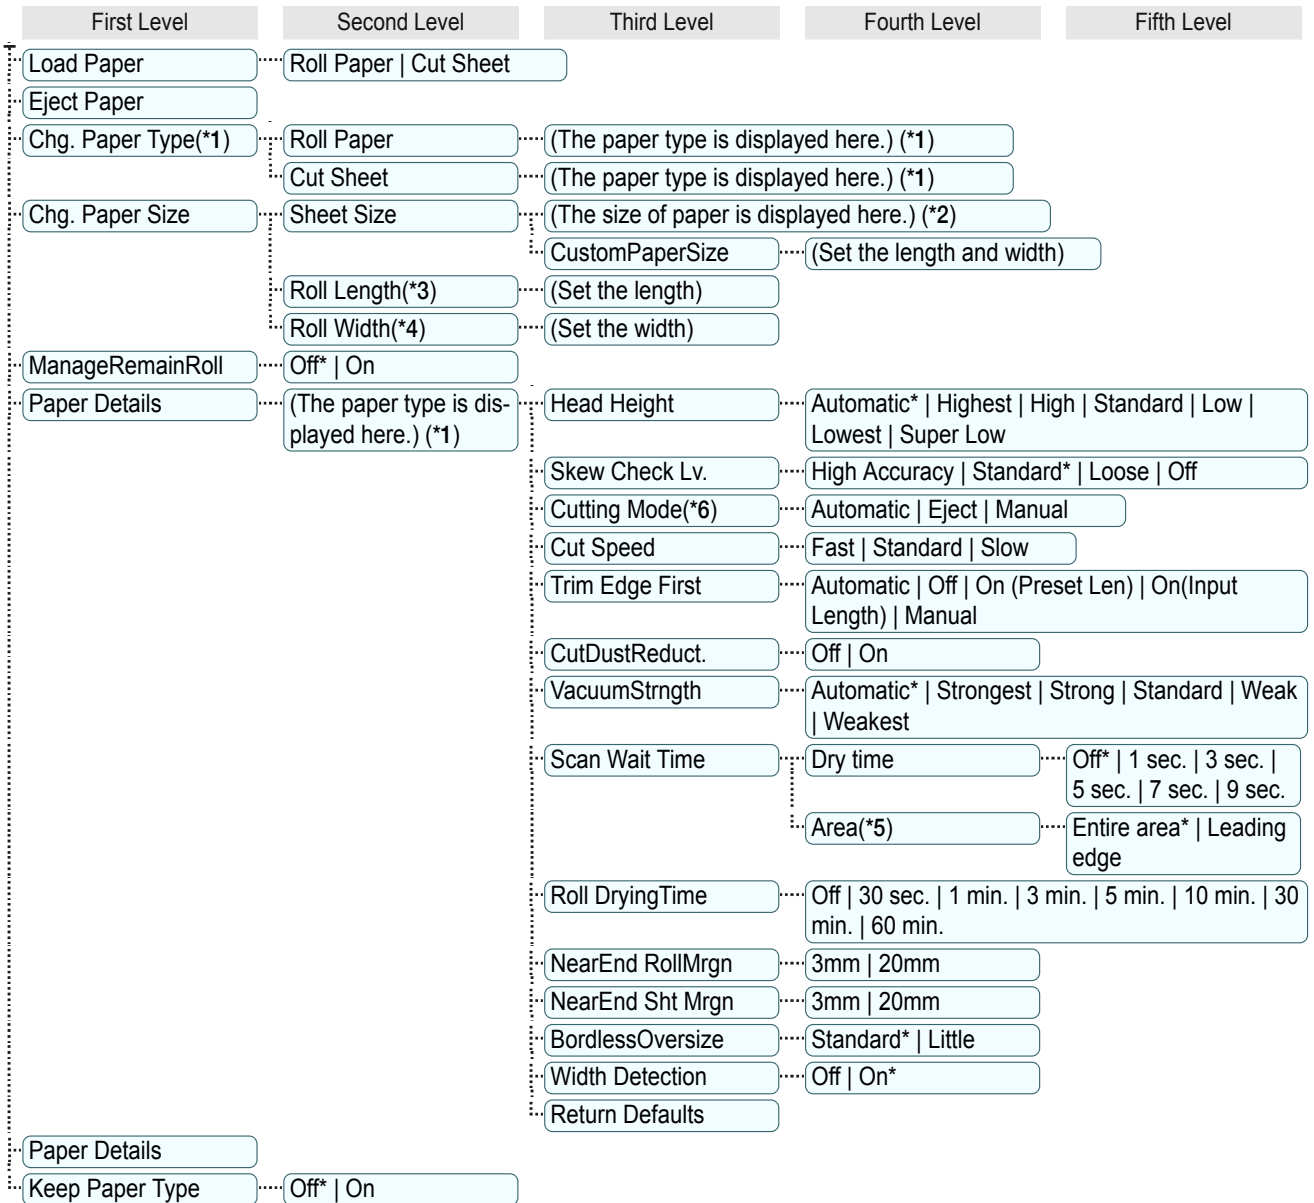 First Level Second Level Third Level Fourth Level Fifth Level
Load Paper Roll Paper | Cut Sheet
Eject Paper
Chg. Paper Type(*1) Roll Paper (The paper type is displayed here.) (*1)
Cut Sheet (The paper type is displayed here.) (*1)
Chg. Paper Size Sheet Size (The size of paper is displayed here.) (*2)
CustomPaperSize (Set the length and width)
Roll Length(*3) (Set the length)
Roll Width(*4) (Set the width)
ManageRemainRoll Off* | On
Paper Details (The paper type is dis- Head Height Automatic* | Highest | High | Standard | Low |
played here.) (*1) Lowest | Super Low
Skew Check Lv. High Accuracy | Standard* | Loose | Off
Cutting Mode(*6) Automatic | Eject | Manual
Cut Speed Fast | Standard | Slow
Trim Edge First Automatic | Off | On (Preset Len) | On(Input
Length) | Manual
CutDustReduct. Off | On
VacuumStrngth Automatic* | Strongest | Strong | Standard | Weak
| Weakest
Scan Wait Time Dry time Off* | 1 sec. | 3 sec. |
5 sec. | 7 sec. | 9 sec.
Area(*5) Entire area* | Leading
edge
Roll DryingTime Off | 30 sec. | 1 min. | 3 min. | 5 min. | 10 min. | 30
min. | 60 min.
NearEnd RollMrgn 3mm | 20mm
NearEnd Sht Mrgn 3mm | 20mm
BordlessOversize Standard* | Little
Width Detection Off | On*
Return Defaults
Paper Details
Keep Paper Type Off* | On